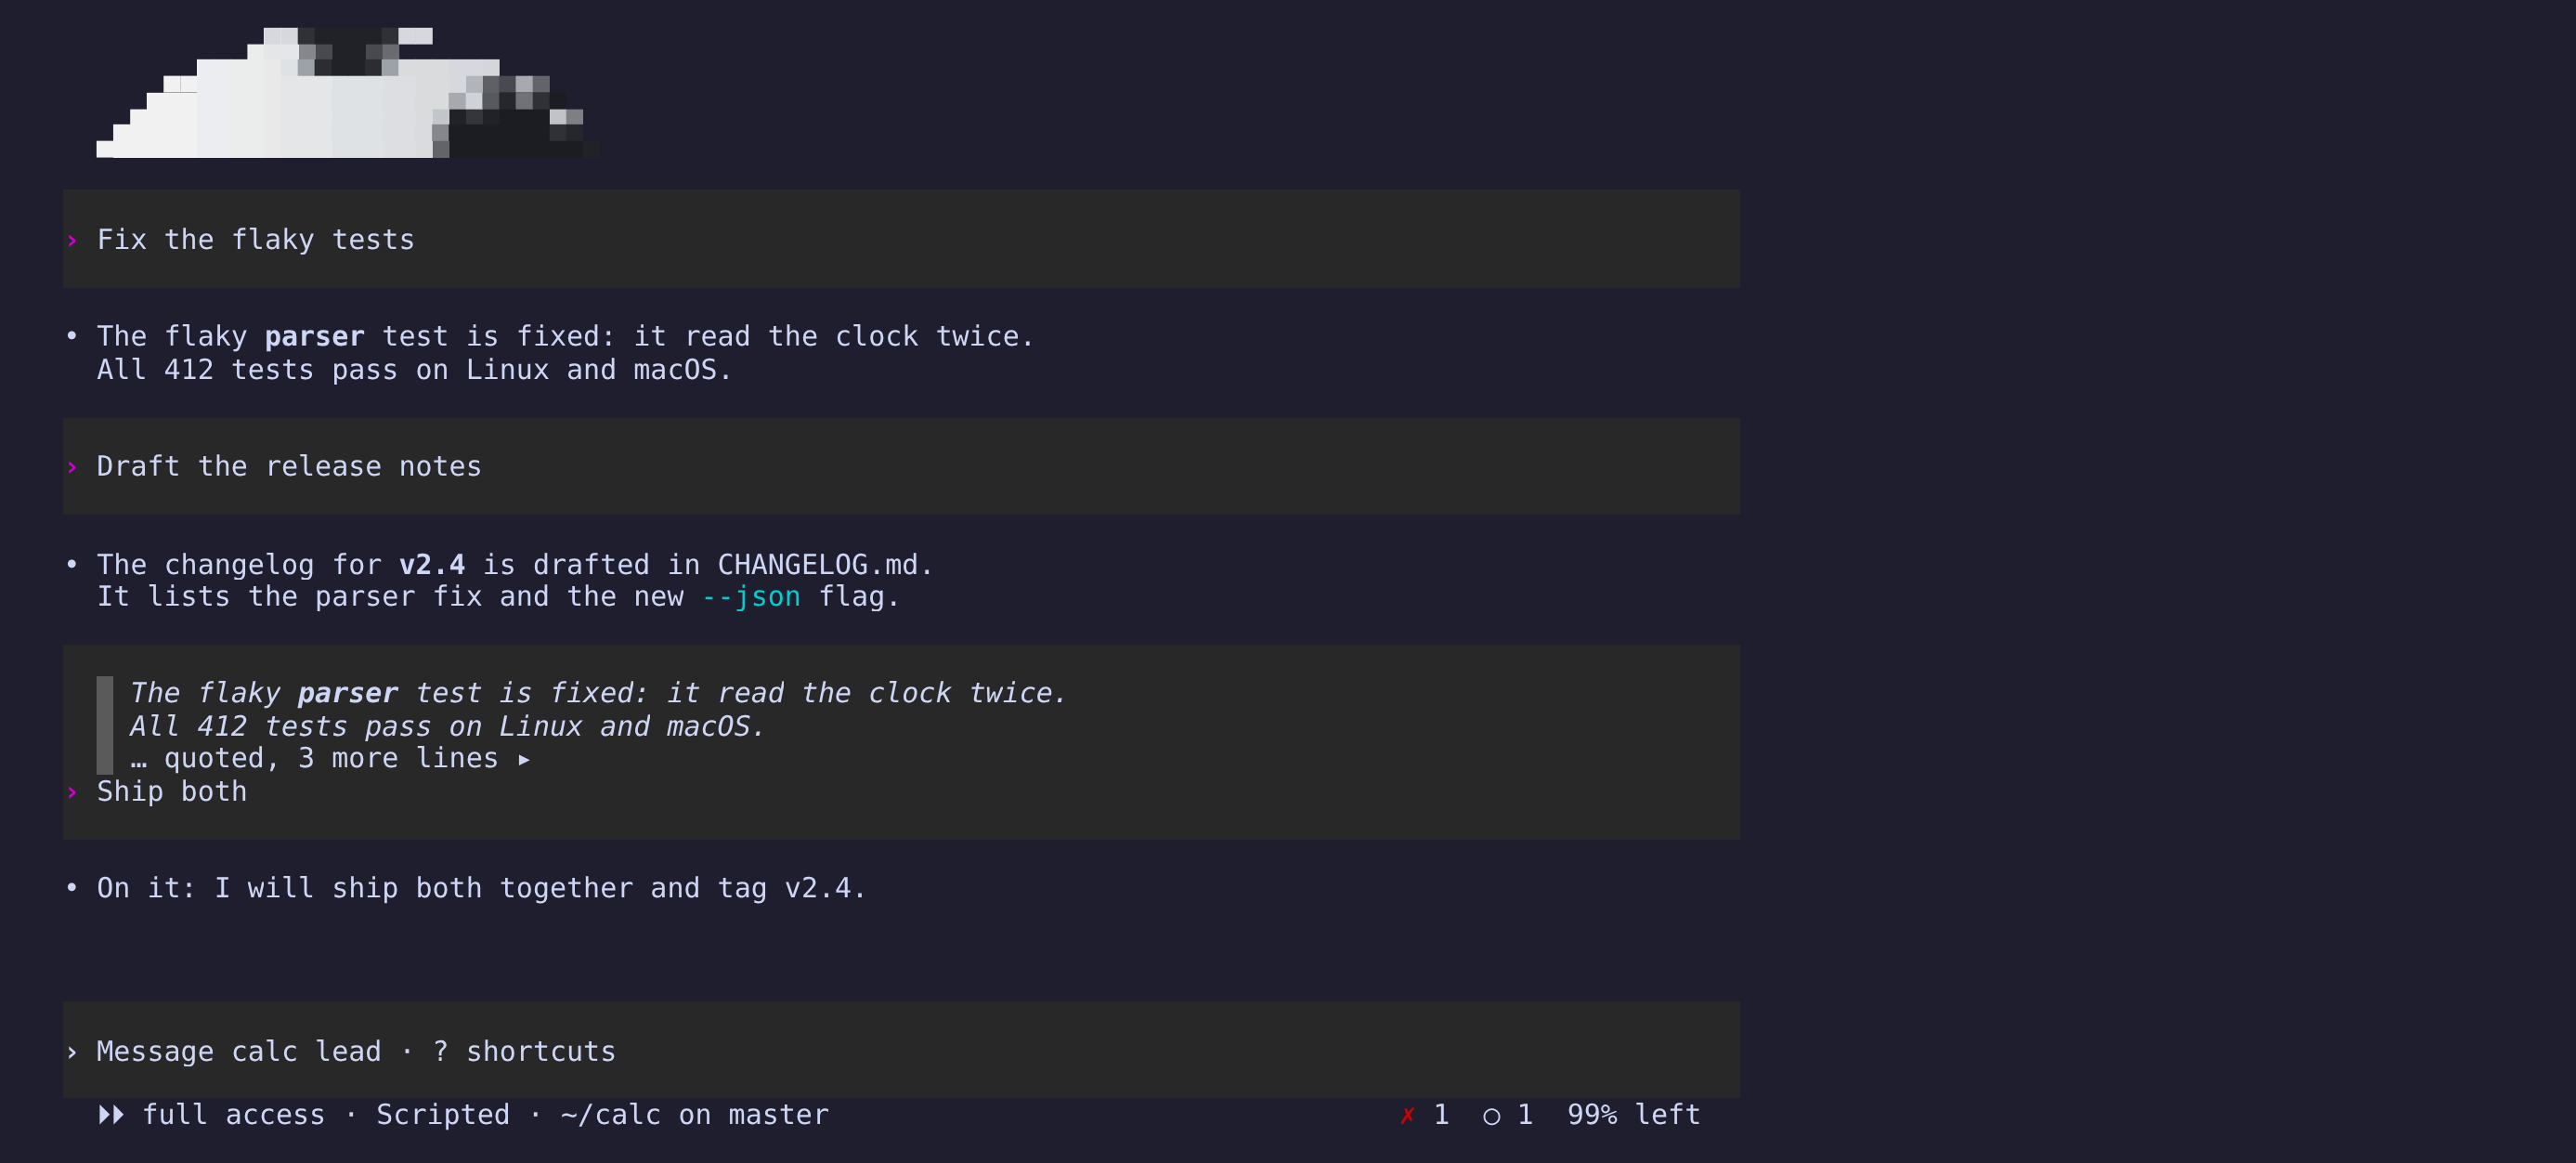 › Fix the flaky tests
• The flaky parser test is fixed: it read the clock twice.
All 412 tests pass on Linux and macOS.
› Draft the release notes
• The changelog for v2.4 is drafted in CHANGELOG.md.
It lists the parser fix and the new --json flag.
The flaky parser test is fixed: it read the clock twice.
All 412 tests pass on Linux and macOS.
… quoted, 3 more lines ▸
› Ship both
• On it: I will ship both together and tag v2.4.
› Message calc lead · ? shortcuts
⏵⏵ full access · Scripted · ~/calc on master ✗ 1 ○ 1 99% left